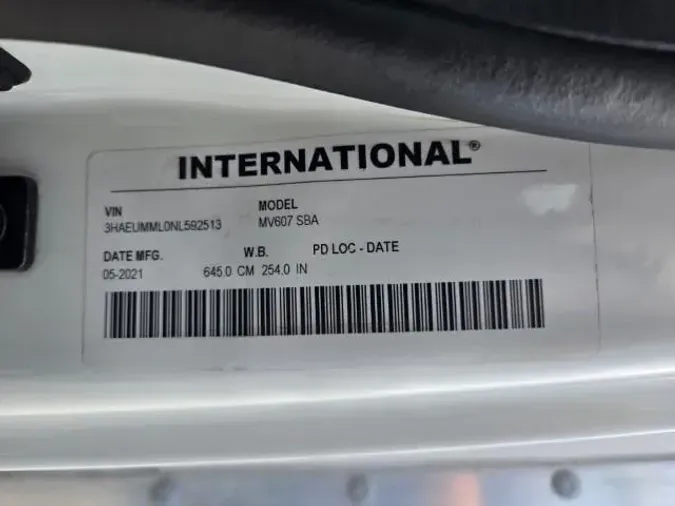 INTERNATIONAL®
VIN MODEL
3HAEUMML0NL592513 MV607 SBA
DATE MFG. W.B. PD LOC - DATE
05-2021 645.0 CM 254.0 IN